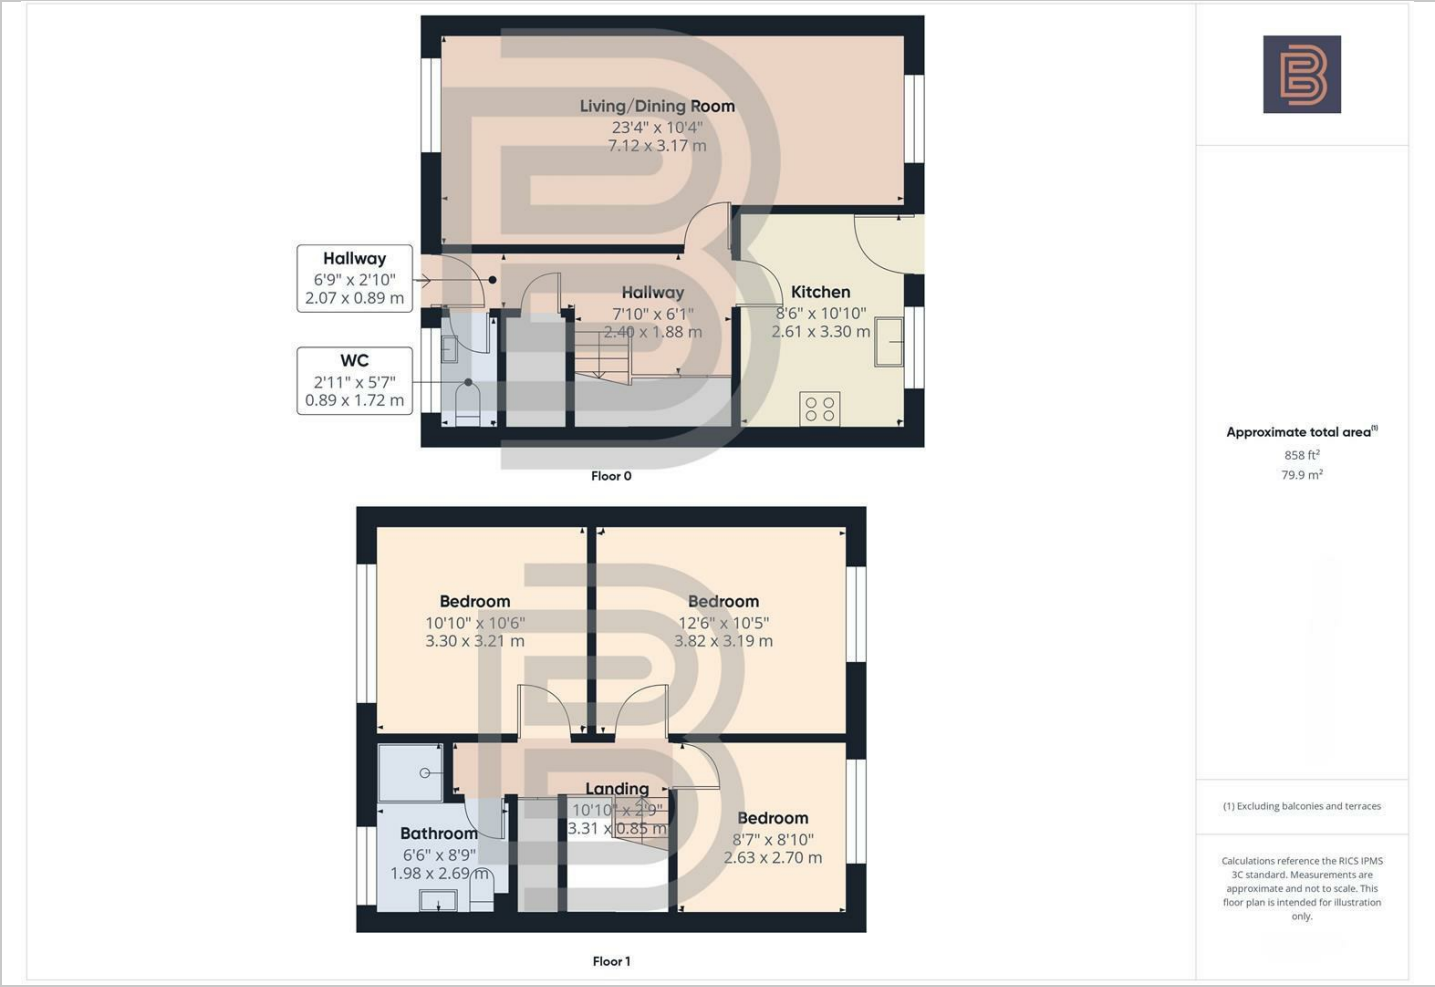 Living/Dining Room
23'4" x 10'4"
7.12 x 3.17 m
Hallway
6'9" x 2'10"
2.07 x 0.89 m
Hallway
7'10" x 6'1"
2.40 x 1.88 m
Kitchen
8'6" x 10'10"
2.61 x 3.30 m
WC
2'11" x 5'7"
0.89 x 1.72 m
Floor 0
Bedroom
10'10" x 10'6"
3.30 x 3.21 m
Bedroom
12'6" x 10'5"
3.82 x 3.19 m
Landing
10'10" x 2'9"
3.31 x 0.85 m
Bathroom
6'6" x 8'9"
1.98 x 2.69 m
Bedroom
8'7" x 8'10"
2.63 x 2.70 m
Floor 1
B
Approximate total area(1)
858 ft²
79.9 m²
(1) Excluding balconies and terraces
Calculations reference the RICS IPMS
3C standard. Measurements are
approximate and not to scale. This
floor plan is intended for illustration
only.